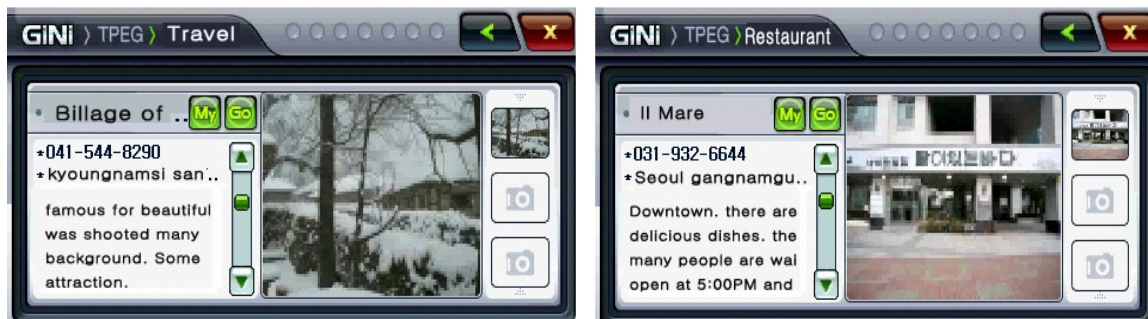 GiNi > TPEG > Travel
X
Billage of ..
My
Go
*041-544-8290
*kyoungnamsi san..
famous for beautiful
was shooted many
background. Some
attraction.
GiNi > TPEG > Restaurant
X
Il Mare
My
Go
*031-932-6644
*Seoul gangnamgu..
Downtown. there are
delicious dishes. the
many people are wai
open at 5:00PM and